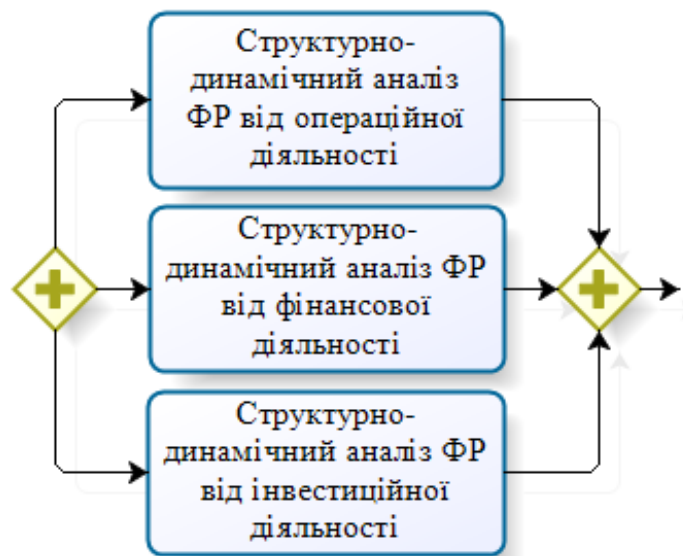 Структурно-
динамічний аналіз
ФР від операційної
діяльності
Структурно-
динамічний аналіз ФР
від фінансової
діяльності
Структурно-
динамічний аналіз ФР
від інвестиційної
діяльності